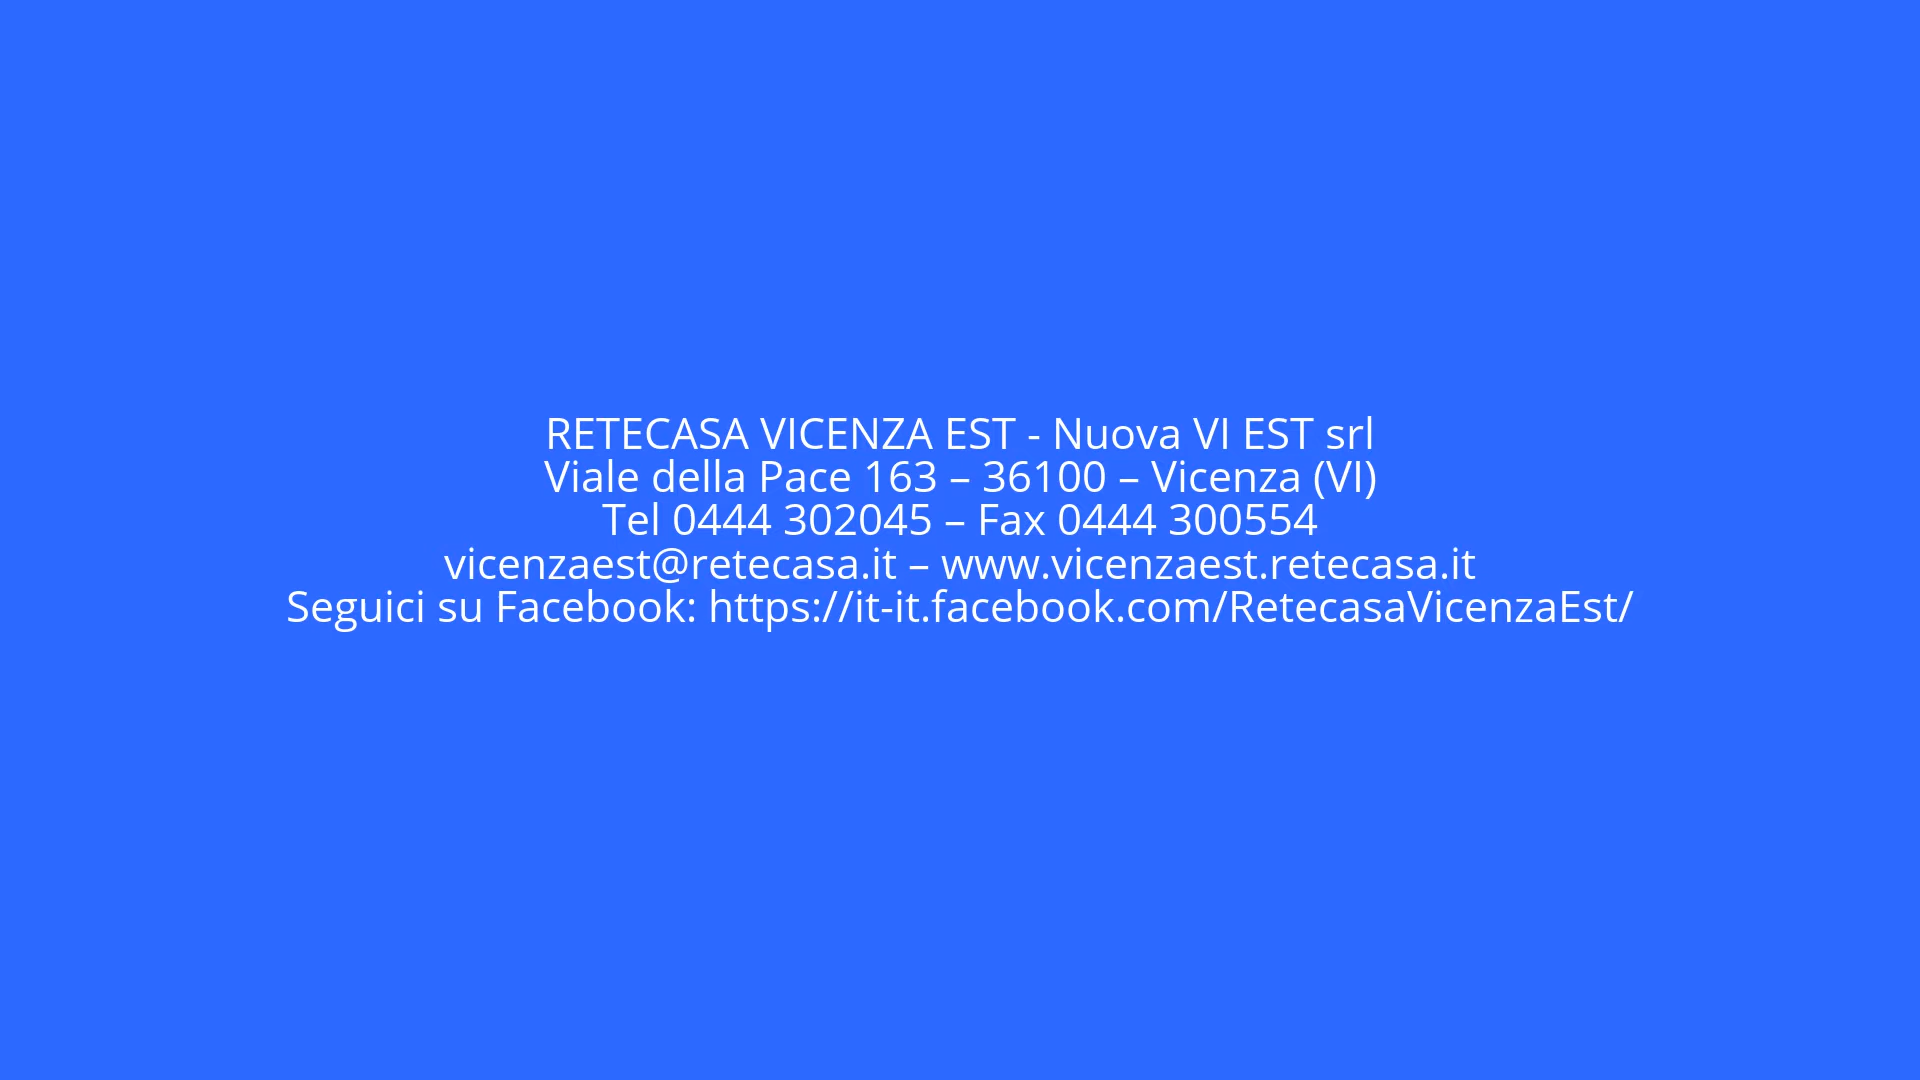 RETECASA VICENZA EST - Nuova VI EST srl
Viale della Pace 163 – 36100 – Vicenza (VI)
Tel 0444 302045 – Fax 0444 300554
vicenzaest@retecasa.it – www.vicenzaest.retecasa.it
Seguici su Facebook: https://it-it.facebook.com/RetecasaVicenzaEst/